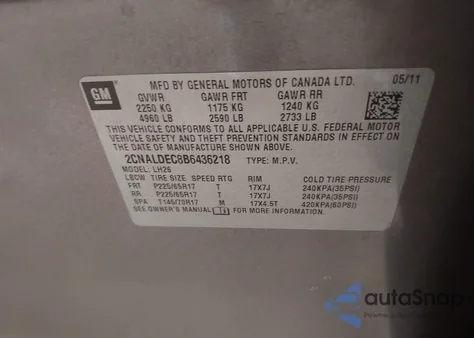 GM
MFD BY GENERAL MOTORS OF CANADA LTD. 05/11
GVWR GAWR FRT GAWR RR
2250 KG 1175 KG 1240 KG
4960 LB 2590 LB 2733 LB
THIS VEHICLE CONFORMS TO ALL APPLICABLE U.S. FEDERAL MOTOR
VEHICLE SAFETY AND THEFT PREVENTION STANDARDS IN EFFECT ON
THE DATE OF MANUFACTURE SHOWN ABOVE.
2CNALDEC8B6436218 TYPE: M.P.V.
MODEL: LH26
TIRE SIZE SPEED RTG RIM COLD TIRE PRESSURE
FRT P225/65R17 T 17X7J 240KPA(35PSI)
RR P225/65R17 T 17X7J 240KPA(35PSI)
SPA T145/70R17 M 17X4.5T 420KPA(60PSI)
SEE OWNER'S MANUAL FOR MORE INFORMATION.
autoSnap